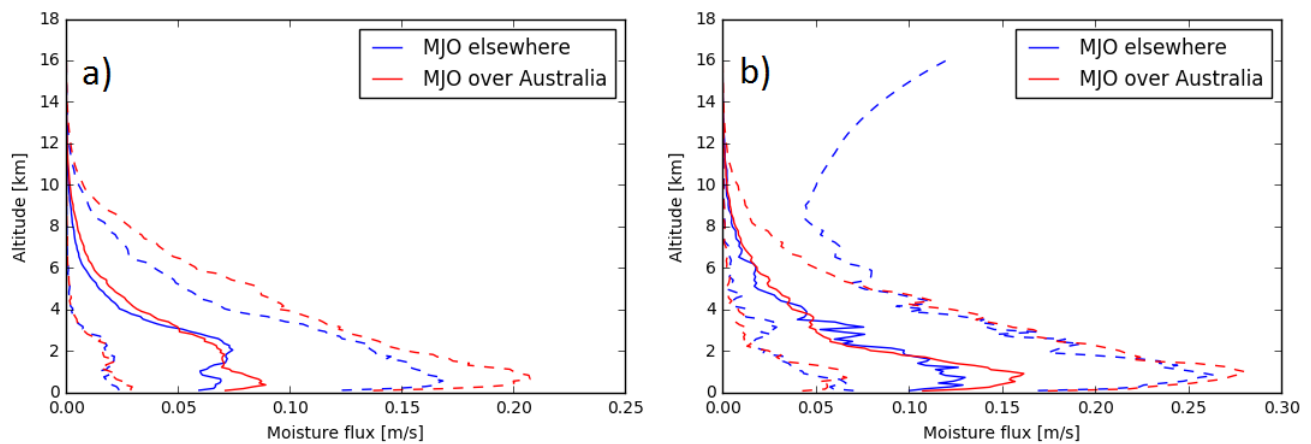 a)
MJO elsewhere
MJO over Australia
Altitude [km]
18
16
14
12
10
8
6
4
2
0
0.00 0.05 0.10 0.15 0.20 0.25
Moisture flux [m/s]
b)
MJO elsewhere
MJO over Australia
Altitude [km]
18
16
14
12
10
8
6
4
2
0
0.00 0.05 0.10 0.15 0.20 0.25 0.30
Moisture flux [m/s]